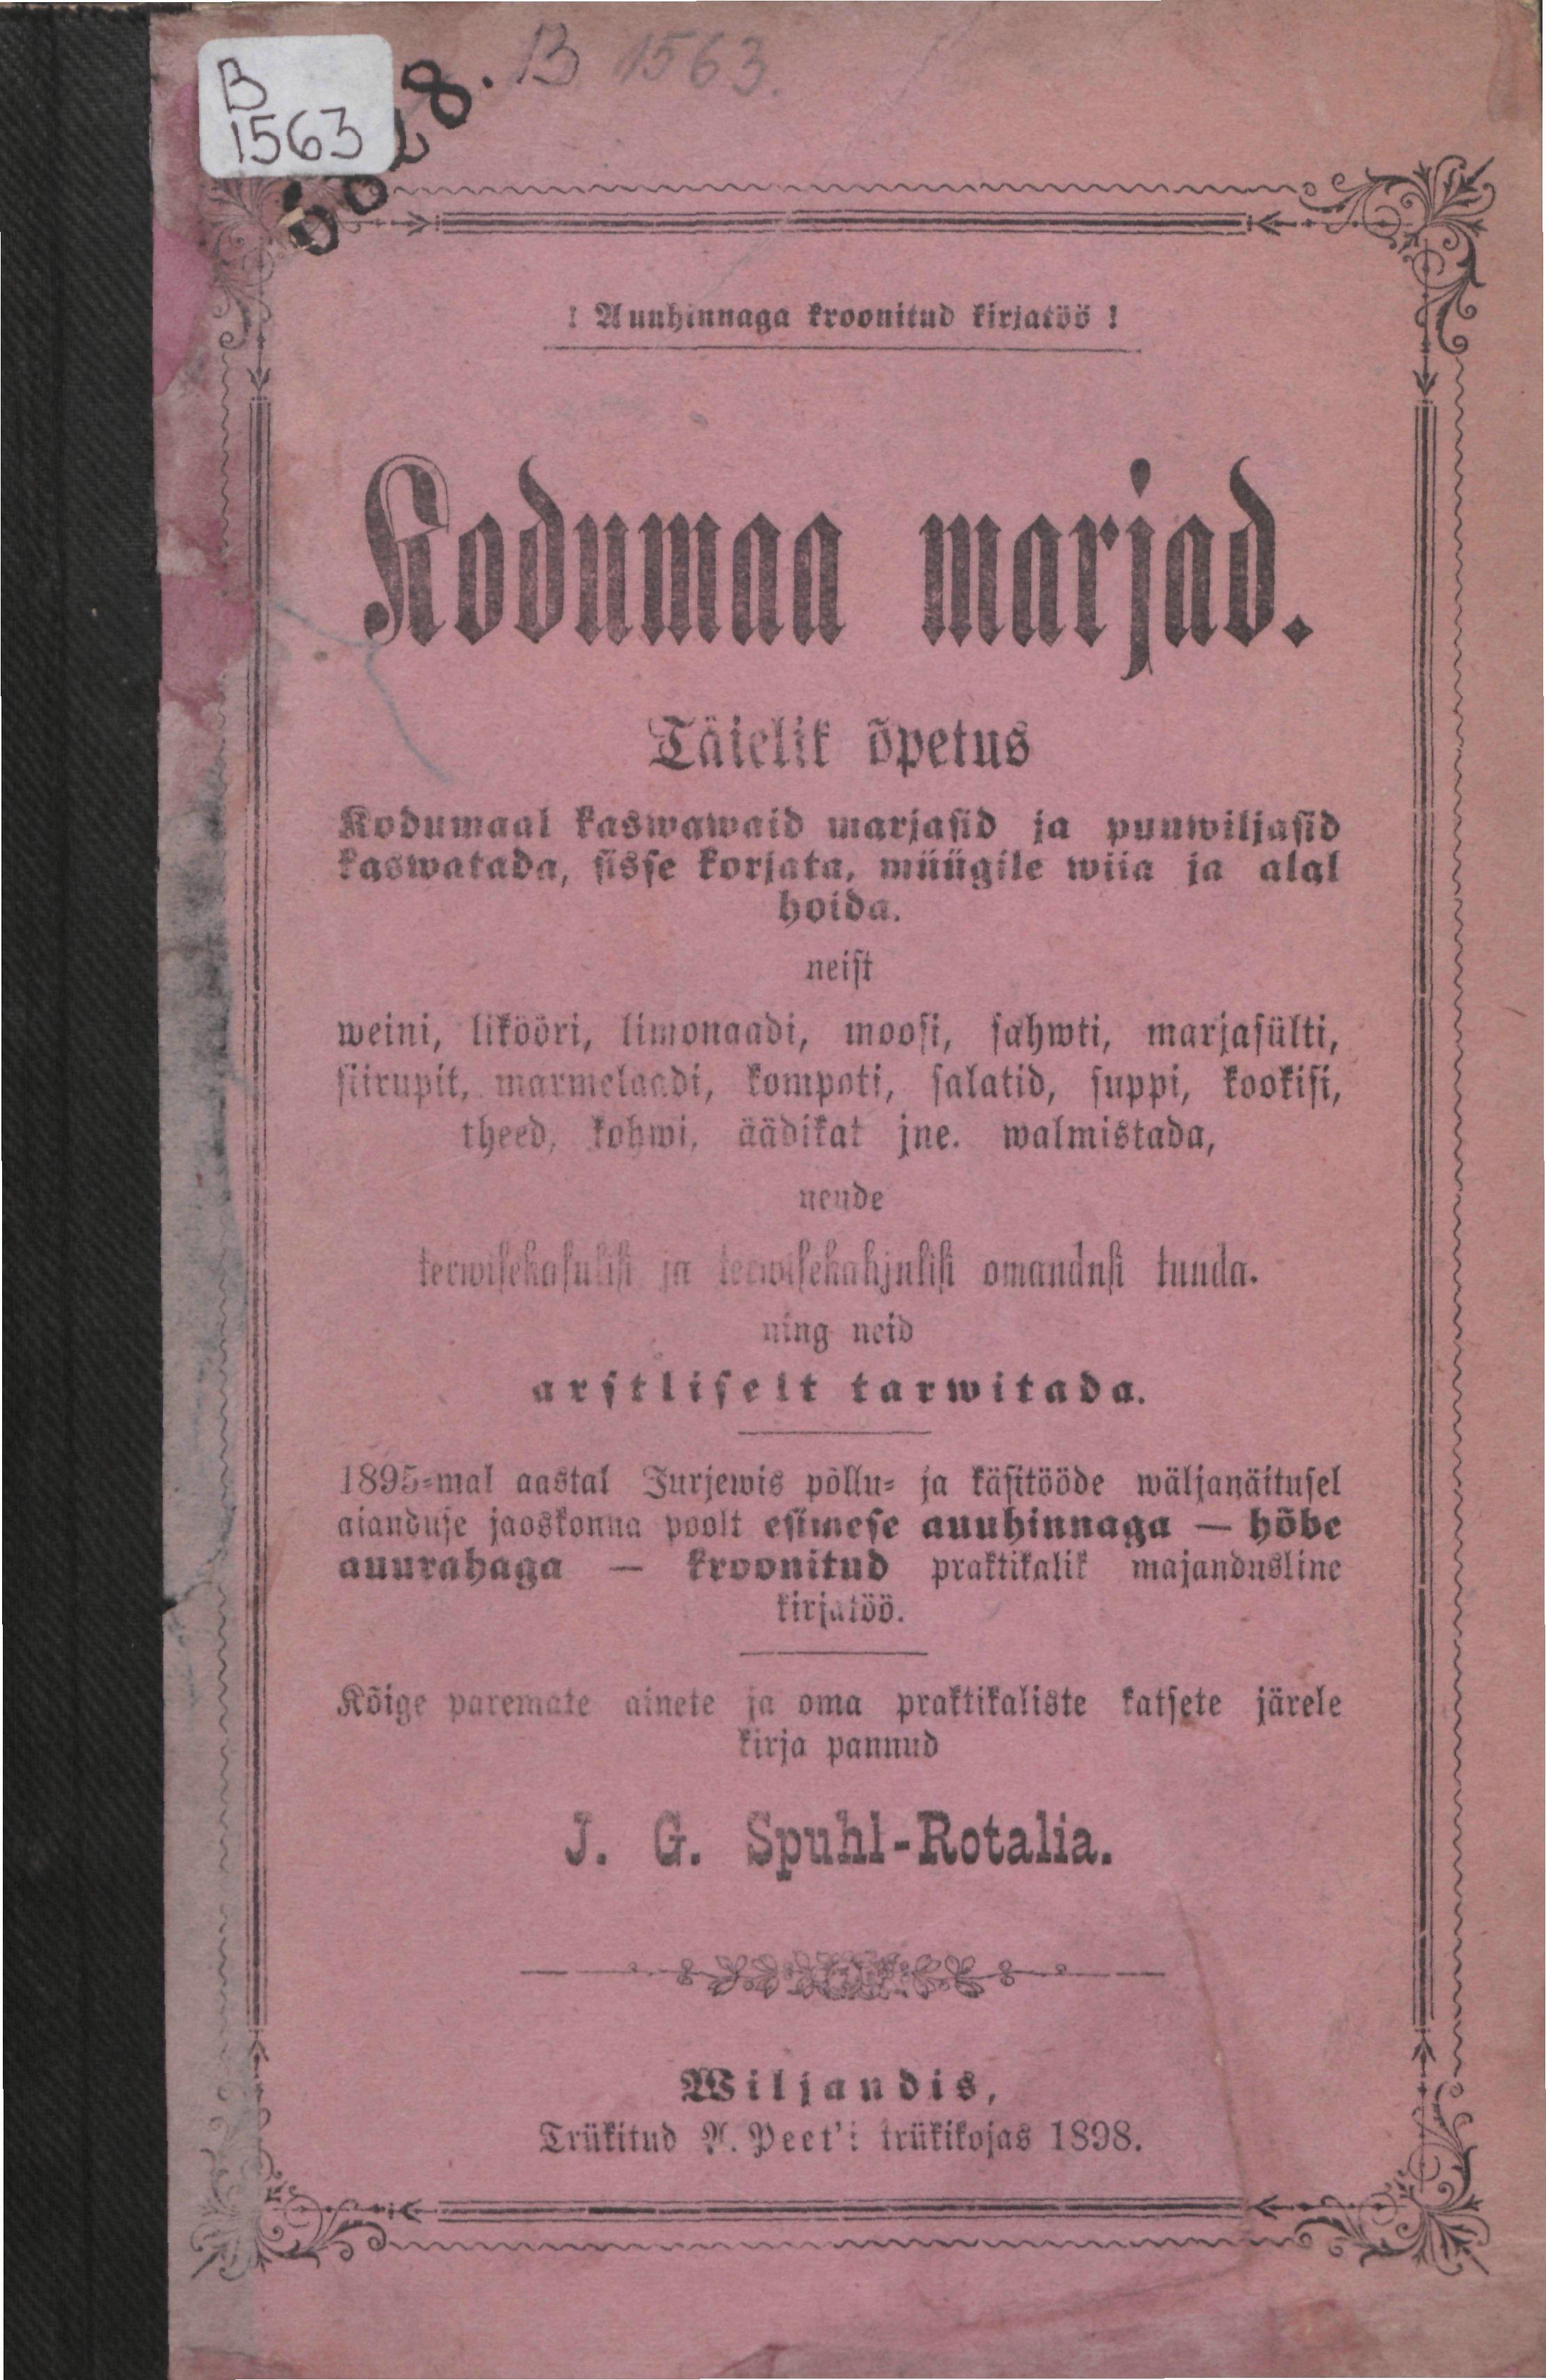 B
1563
B 1563.
! Auuhinnaga kroonitud kirjatöö !
Kodumaa marjad.
Täielik õpetus
Kodumaal kaswawaid marjasid ja puuwiljasid
kaswatada, sisse korjata, müügile wiia ja alal
hoida.
neist
weini, likööri, limonaadi, moosi, sahwti, marjasülti,
siirupit, marmelaadi, kompoti, salatid, suppi, kookisi,
theed, kohwi, äädikat jne. walmistada,
nende
terwisekasulisi ja terwisekahjulisi omandusi tunda.
ning neid
arstliselt tarwitada.
1895-mal aastal Jurjewis põllu- ja käsitööde wäljanäitusel
aianduse jaoskonna poolt esimese auuhinnaga — hõbe
auurahaga — kroonitud praktikalik majandusline
kirjatöö.
Kõige paremate ainete ja oma praktikaliste katsete järele
kirja pannud
J. G. Spuhl-Rotalia.
Wiljandis,
Trükitud A. Peet'i trükikojas 1898.